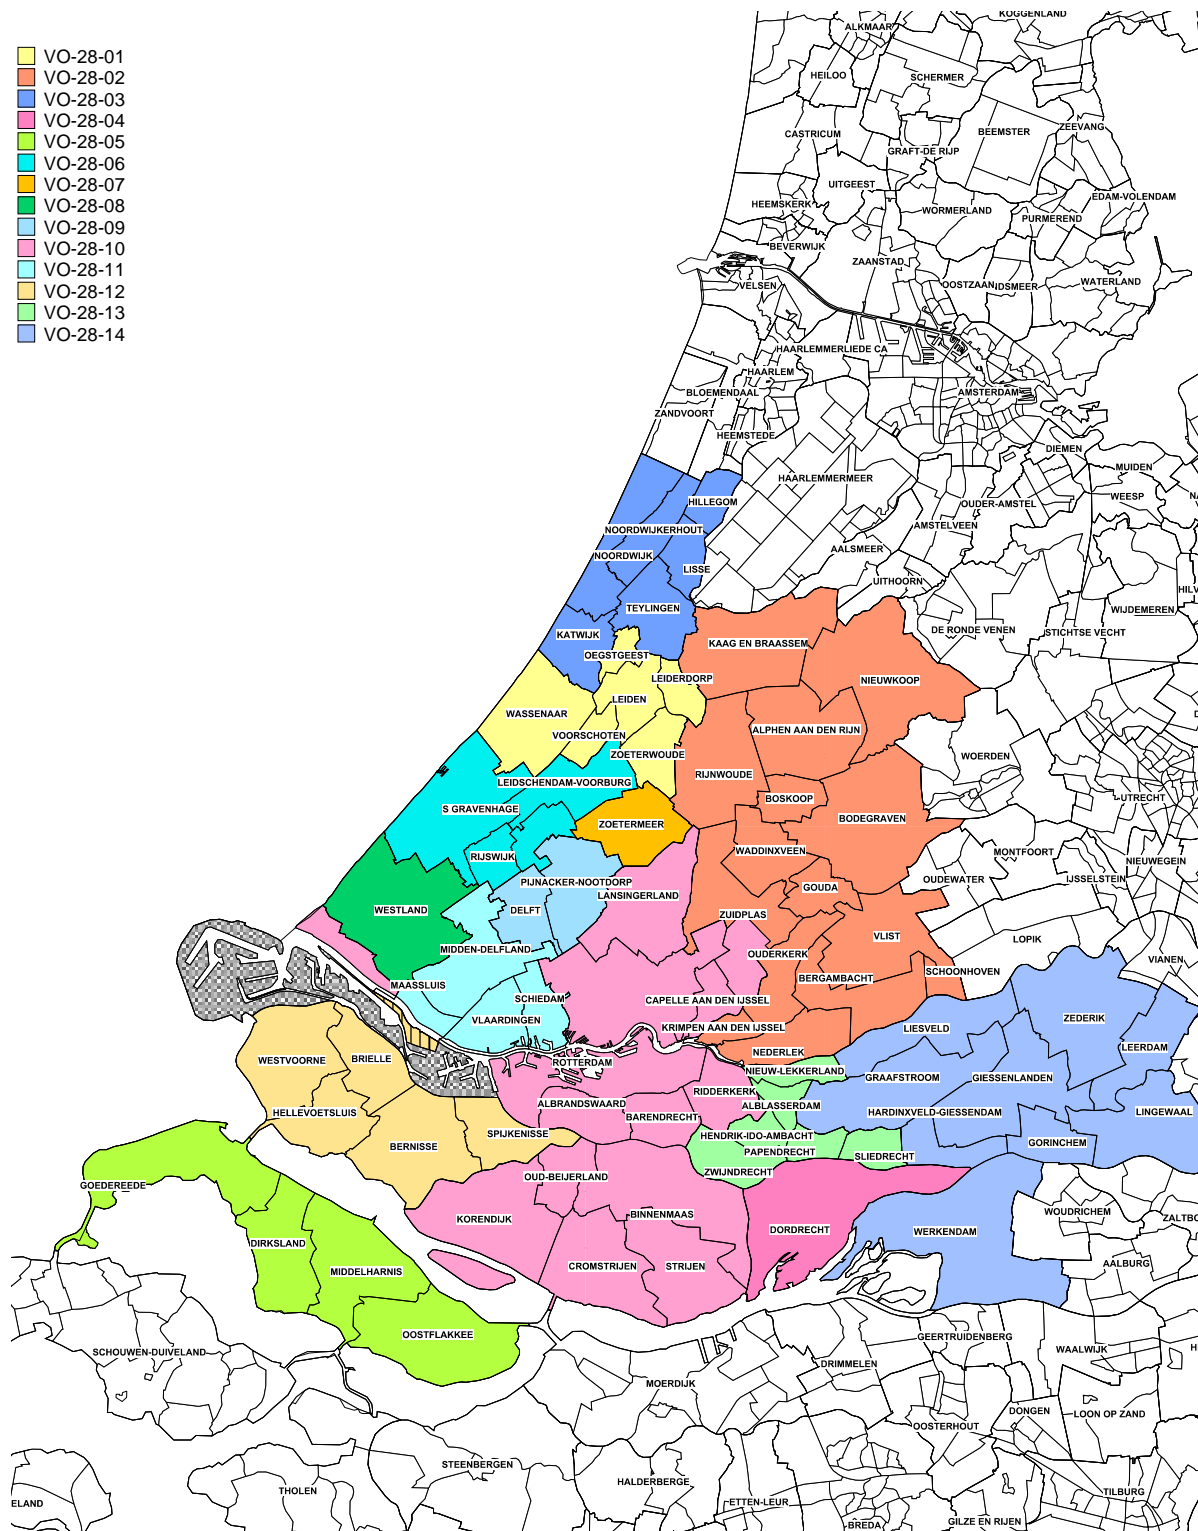 VO-28-01
VO-28-02
VO-28-03
VO-28-04
VO-28-05
VO-28-06
VO-28-07
VO-28-08
VO-28-09
VO-28-10
VO-28-11
VO-28-12
VO-28-13
VO-28-14
KOGGENLAND
ALKMAAR
HEILOO
SCHERMER
CASTRICUM
BEEMSTER
ZEEVANG
GRAFT-DE RIJP
UITGEEST
EDAM-VOLENDAM
HEEMSKERK
WORMERLAND
PURMEREND
BEVERWIJK
ZAANSTAD
VELSEN
OOSTZAAN
IDSMEER
WATERLAND
HAARLEMMERLIEDE CA
HAARLEM
BLOEMENDAAL
AMSTERDAM
ZANDVOORT
HEEMSTEDE
DIEMEN
MUIDEN
HAARLEMMERMEER
WEESP
HILLEGOM
OUDER-AMSTEL
NOORDWIJKERHOUT
AMSTELVEEN
NOORDWIJK
AALSMEER
LISSE
UITHOORN
HILV
TEYLINGEN
WIJDEMEREN
DE RONDE VENEN
STICHTSE VECHT
KATWIJK
KAAG EN BRAASSEM
OEGSTGEEST
LEIDERDORP
NIEUWKOOP
LEIDEN
WASSENAAR
ALPHEN AAN DEN RIJN
VOORSCHOTEN
ZOETERWOUDE
WOERDEN
RIJNWOUDE
LEIDSCHENDAM-VOORBURG
BOSKOOP
UTRECHT
S GRAVENHAGE
ZOETERMEER
BODEGRAVEN
WADDINXVEEN
MONTFOORT
RIJSWIJK
NIEUWEGEIN
OUDEWATER
IJSSELSTEIN
PIJNACKER-NOOTDORP
GOUDA
LANSINGERLAND
WESTLAND
DELFT
ZUIDPLAS
VLIST
LOPIK
MIDDEN-DELFLAND
OUDERKERK
VIANEN
SCHOONHOVEN
BERGAMBACHT
MAASSLUIS
SCHIEDAM
CAPELLE AAN DEN IJSSEL
VLAARDINGEN
ZEDERIK
KRIMPEN AAN DEN IJSSEL
LIESVELD
LEERDAM
NEDERLEK
WESTVOORNE
BRIELLE
ROTTERDAM
NIEUW-LEKKERLAND
GRAAFSTROOM
GIESSENLANDEN
RIDDERKERK
ALBRANDSWAARD
ALBLASSERDAM
HELLEVOETSLUIS
BARENDRECHT
HARDINXVELD-GIESSENDAM
LINGEWAAL
SPIJKENISSE
HENDRIK-IDO-AMBACHT
GORINCHEM
BERNISSE
PAPENDRECHT
SLIEDRECHT
ZWIJNDRECHT
OUD-BEIJERLAND
GOEDEREEDE
WOUDRICHEM
BINNENMAAS
KORENDIJK
ZALTBO
DORDRECHT
WERKENDAM
DIRKSLAND
AALBURG
MIDDELHARNIS
CROMSTRIJEN
STRIJEN
OOSTFLAKKEE
GEERTRUIDENBERG
SCHOUWEN-DUIVELAND
WAALWIJK
DRIMMELEN
MOERDIJK
DONGEN
LOON OP ZAND
OOSTERHOUT
STEENBERGEN
HALDERBERGE
THOLEN
TILBURG
ELAND
ETTEN-LEUR
GILZE EN RIJEN
BREDA